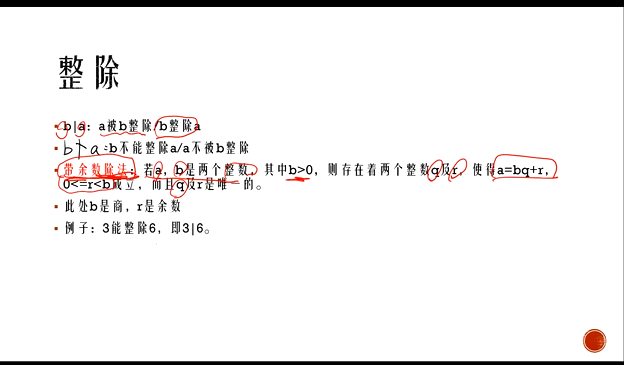 整除
b|a：a被b整除/b整除a
b∤a=b不能整除a/a不被b整除
带余数除法：若a，b是两个整数，其中b>0，则存在着两个整数q及r，使得a=bq+r，
0<=r<b成立，而且q及r是唯一的。
此处b是商，r是余数
例子：3能整除6，即3|6。